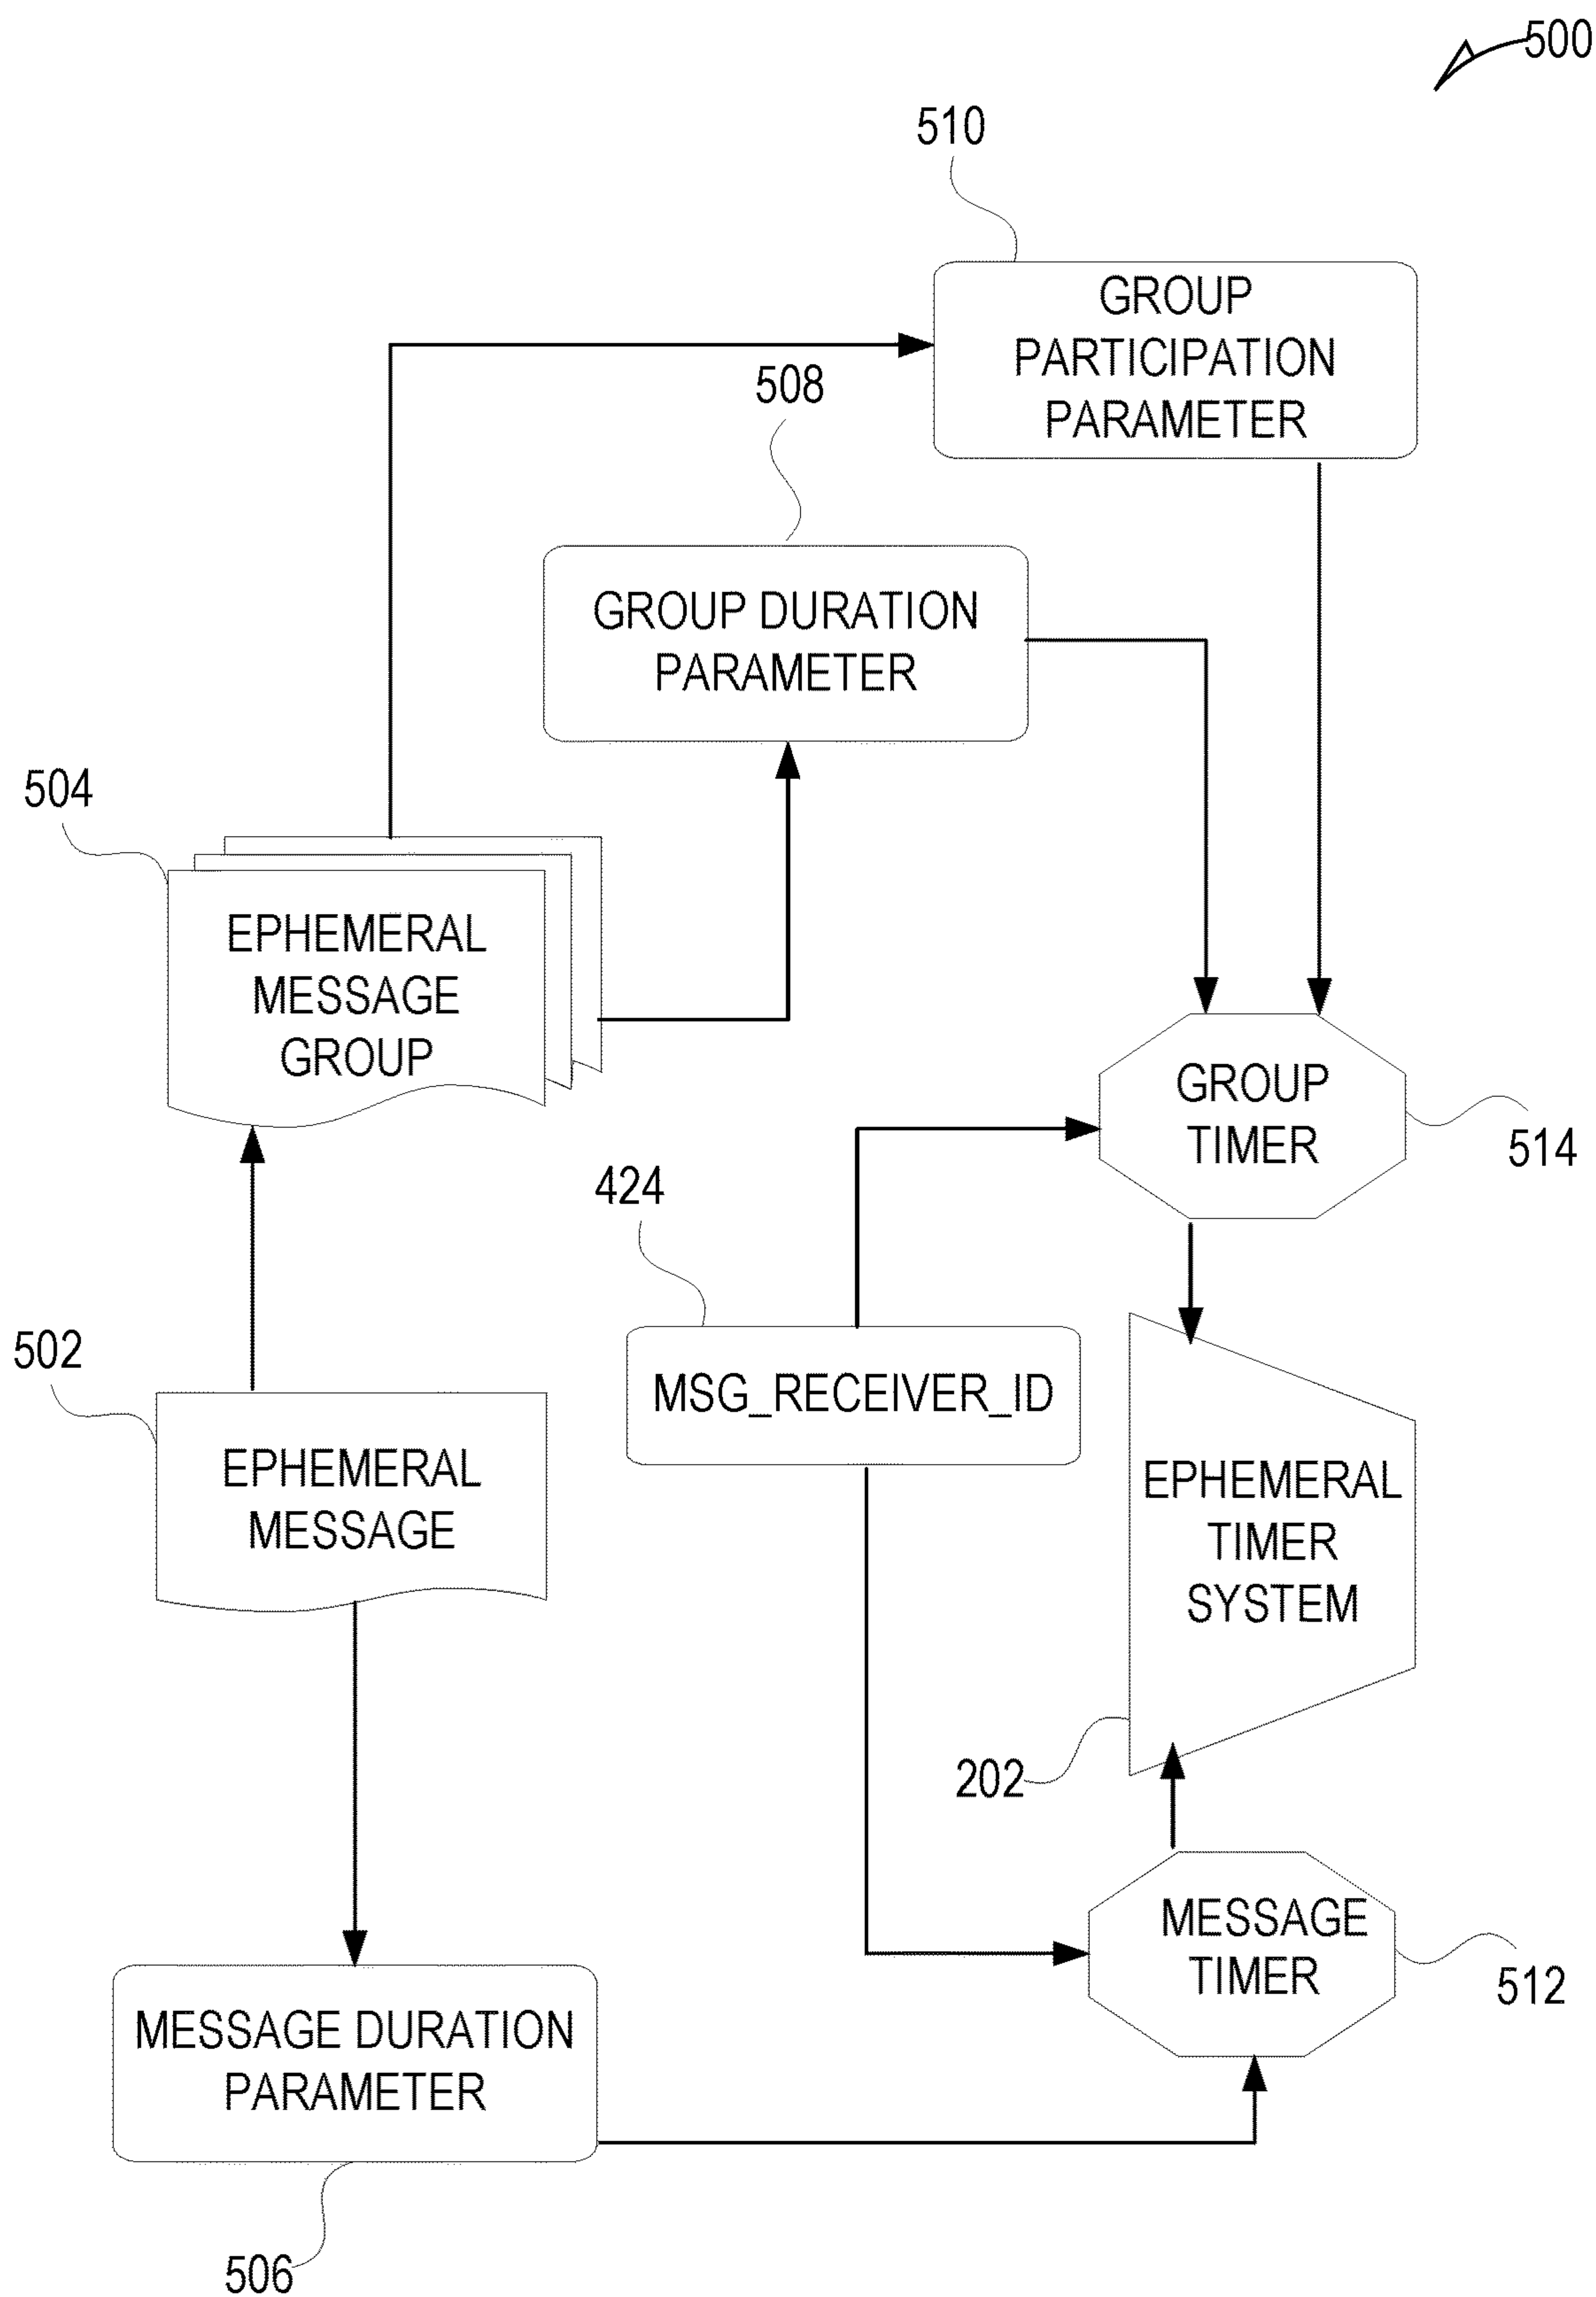 500
510
GROUP
PARTICIPATION
PARAMETER
508
GROUP DURATION
PARAMETER
504
EPHEMERAL
MESSAGE
GROUP
GROUP
TIMER
514
424
MSG_RECEIVER_ID
502
EPHEMERAL
MESSAGE
EPHEMERAL
TIMER
SYSTEM
202
MESSAGE
TIMER
512
MESSAGE DURATION
PARAMETER
506